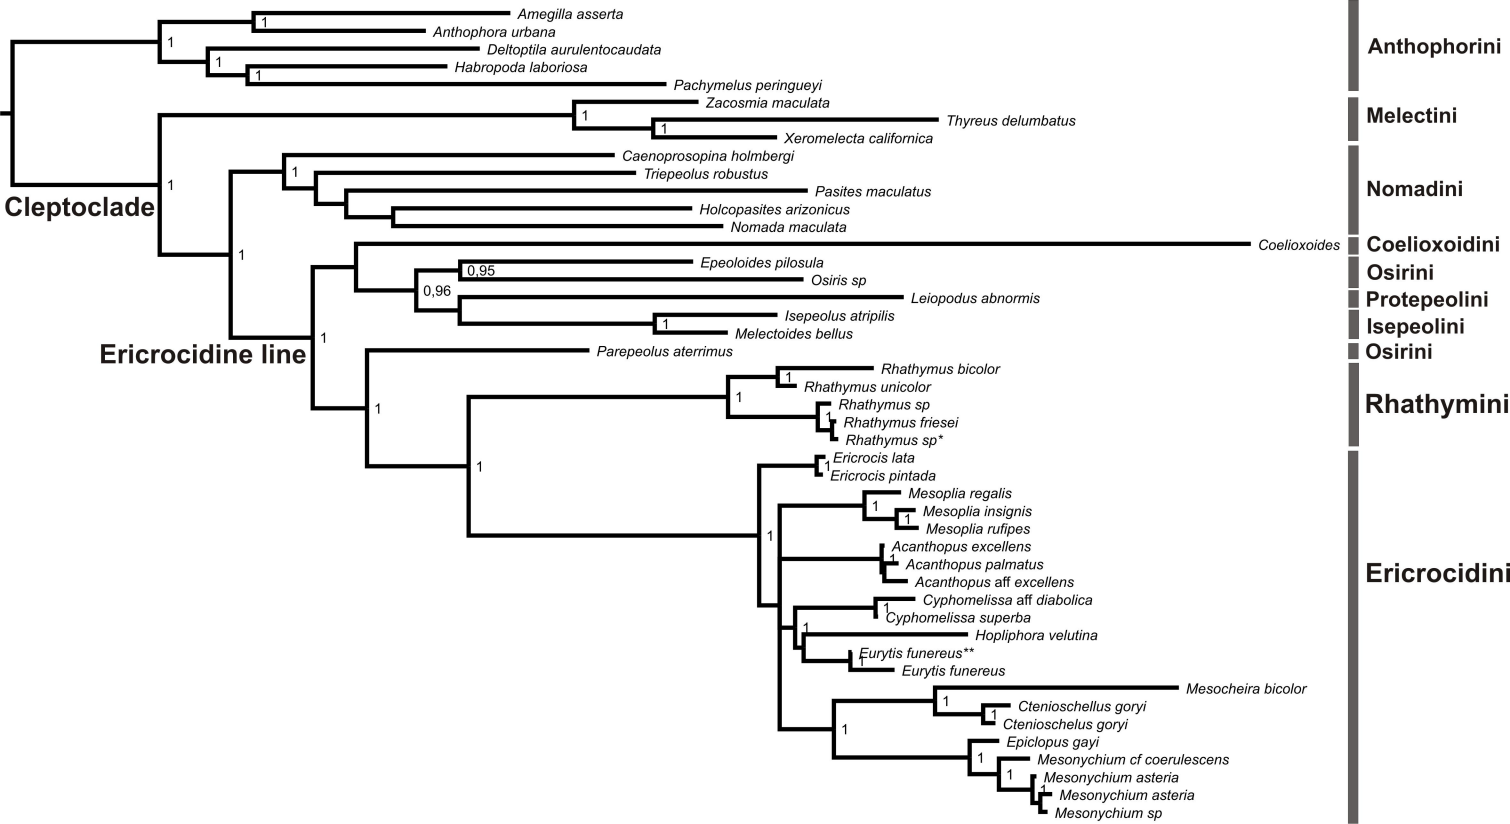 Amegilla asserta
1
Anthophora urbana
1
Anthophorini
Deltoptila aurulentocaudata
1
Habropoda laboriosa
1
Pachymelus peringueyi
Zacosmia maculata
1
Melectini
Thyreus delumbatus
1
Xeromelecta californica
Caenoprosopina holmbergi
1
Triepeolus robustus
1
Cleptoclade
Nomadini
Pasites maculatus
Holcopasites arizonicus
Nomada maculata
1
Coelioxoides
Coelioxoidini
Epeoloides pilosula
0,95
Osirini
Osiris sp
0,96
Leiopodus abnormis
Protepeolini
Isepeolus atripilis
1
Isepeolini
Melectoides bellus
1
Ericrocidine line
Parepeolus aterrimus
Osirini
Rhathymus bicolor
1
Rhathymus unicolor
1
Rhathymus sp
Rhathymini
1
1
Rhathymus friesei
Rhathymus sp*
Ericrocis lata
1
1
Ericrocis pintada
Mesoplia regalis
1
Mesoplia insignis
1
Mesoplia rufipes
1
Acanthopus excellens
1
Acanthopus palmatus
Ericrocidini
Acanthopus aff excellens
Cyphomelissa aff diabolica
1
Cyphomelissa superba
1
Hopliphora velutina
Eurytis funereus**
1
Eurytis funereus
Mesocheira bicolor
1
Ctenioschellus goryi
1
Ctenioschelus goryi
1
Epiclopus gayi
1
Mesonychium cf coerulescens
1
Mesonychium asteria
1
Mesonychium asteria
Mesonychium sp